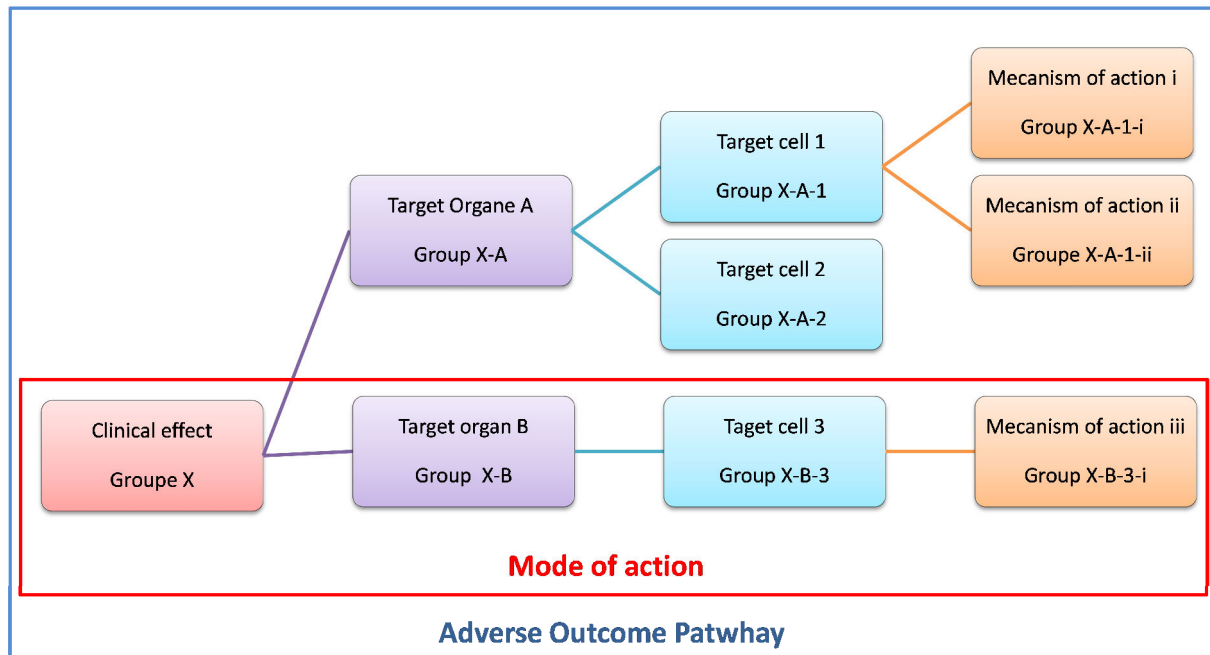 Mecanism of action i
Group X-A-1-i
Target cell 1
Group X-A-1
Target Organe A
Group X-A
Mecanism of action ii
Groupe X-A-1-ii
Target cell 2
Group X-A-2
Clinical effect
Groupe X
Target organ B
Group X-B
Taget cell 3
Group X-B-3
Mecanism of action iii
Group X-B-3-i
Mode of action
Adverse Outcome Patwhay